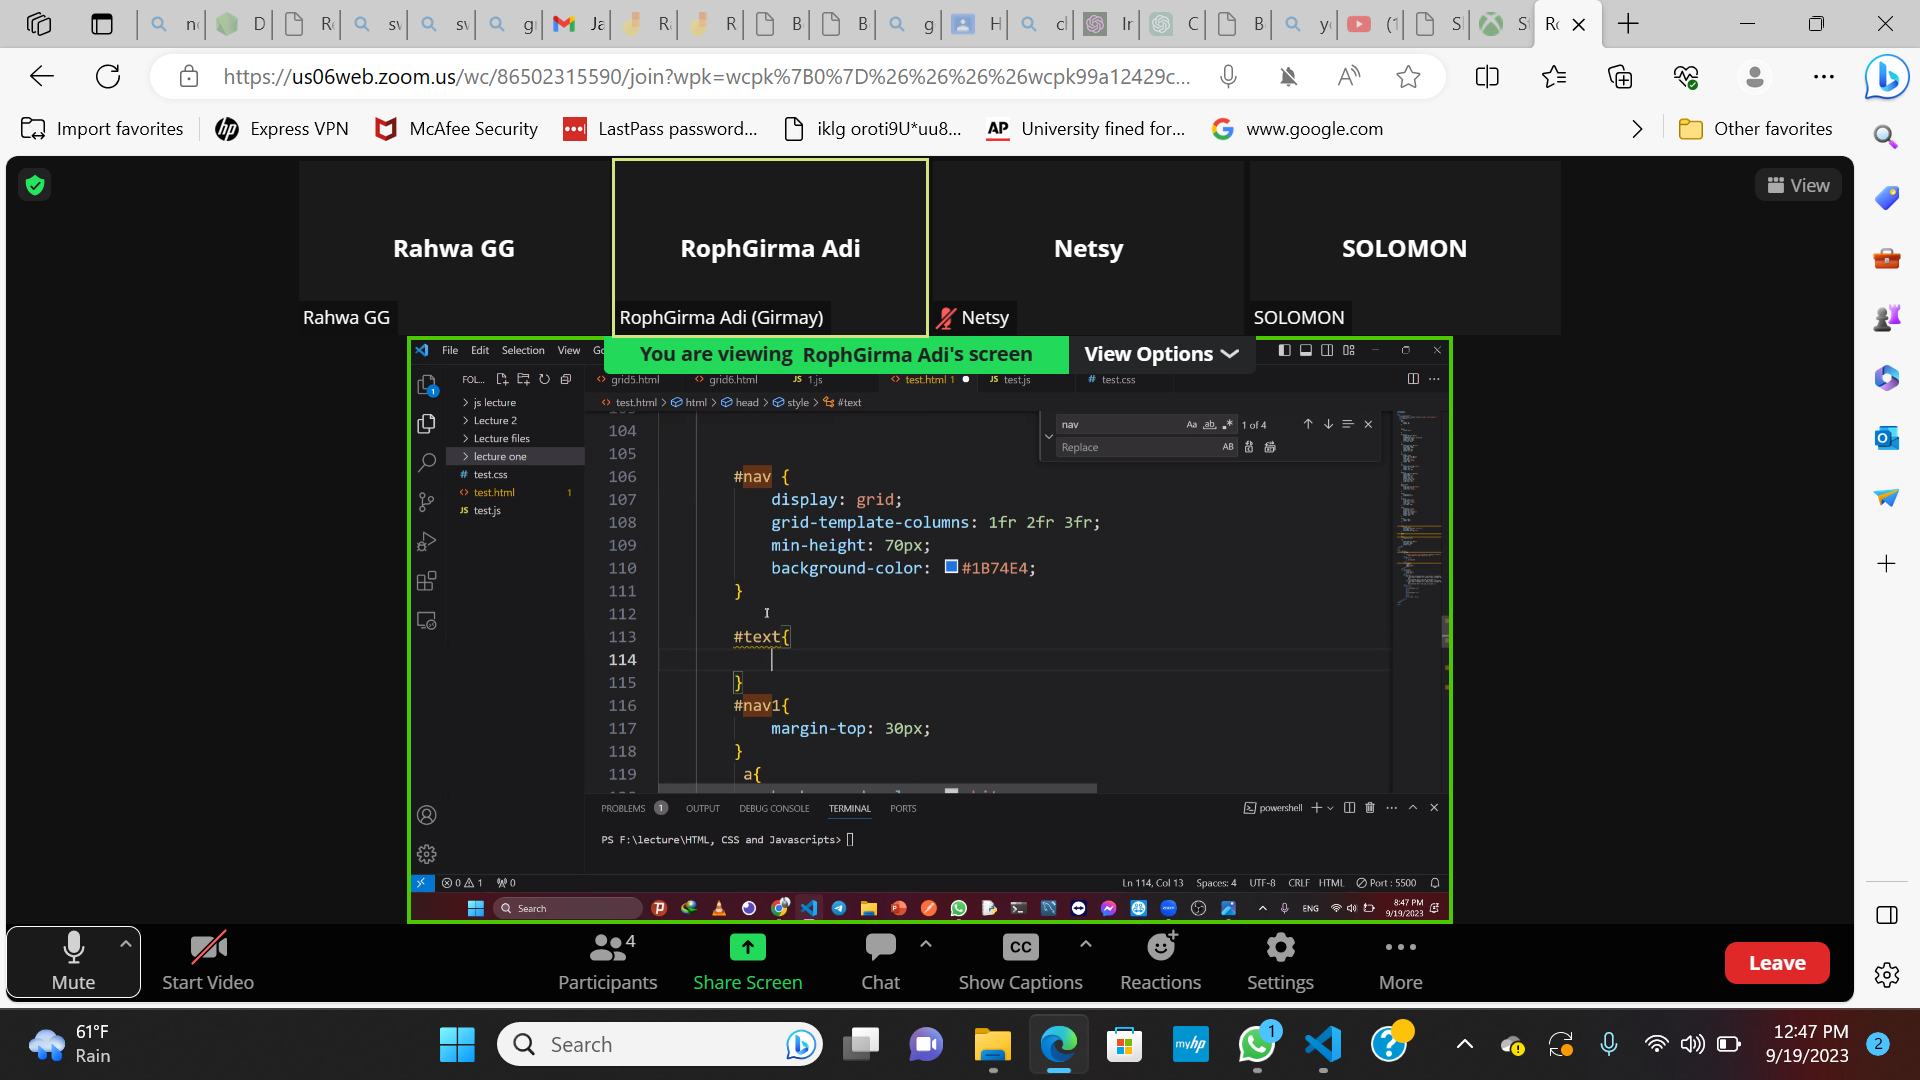 https://us06web.zoom.us/wc/86502315590/join?wpk=wcpk%7B0%7D%26%26%26%26wcpk99a12429c...
Import favorites
Express VPN
McAfee Security
LastPass password...
iklg oroti9U*uu8...
AP University fined for...
www.google.com
Other favorites
View
Rahwa GG
RophGirma Adi
Netsy
SOLOMON
Rahwa GG
RophGirma Adi (Girmay)
Netsy
SOLOMON
You are viewing RophGirma Adi's screen
View Options
File Edit Selection View Go
FOL...
grid5.html
grid6.html
JS 1.js
test.html 1
JS test.js
# test.css
test.html > html > head > style > #text
js lecture
Lecture 2
Lecture files
lecture one
# test.css
test.html 1
JS test.js
nav
Aa ab 1 of 4
Replace
AB
104
105
106 #nav {
107 display: grid;
108 grid-template-columns: 1fr 2fr 3fr;
109 min-height: 70px;
110 background-color: #1B74E4;
111 }
112
113 #text{
114
115 }
116 #nav1{
117 margin-top: 30px;
118 }
119 a{
PROBLEMS 1 OUTPUT DEBUG CONSOLE TERMINAL PORTS
powershell
PS F:\lecture\HTML, CSS and Javascripts>
0 1 0
Ln 114, Col 13 Spaces: 4 UTF-8 CRLF HTML Port : 5500
Search
ENG
8:47 PM
9/19/2023
Mute
Start Video
Participants 4
Share Screen
Chat
CC
Show Captions
Reactions
Settings
More
Leave
61°F
Rain
Search
myhp
1
12:47 PM
9/19/2023
2